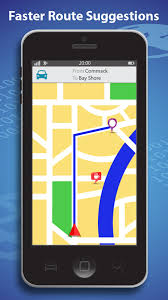 Faster Route Suggestions
20:00
From:Commack
To:Bay Shore